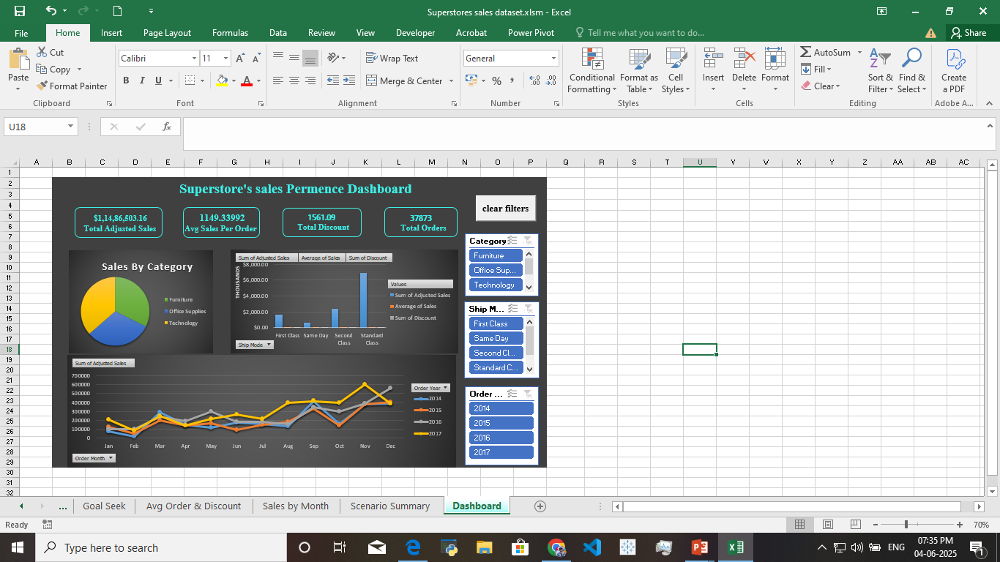 Superstores sales dataset.xlsm - Excel
File Home Insert Page Layout Formulas Data Review View Developer Acrobat Power Pivot Tell me what you want to do... Share
Paste
Cut
Copy
Format Painter
Calibri 11
B I U A
Wrap Text
Merge & Center
General
%
Conditional Formatting
Format as Table
Cell Styles
Insert Delete Format
AutoSum
Fill
Clear
Sort & Filter
Find & Select
Create a PDF
Clipboard Font Alignment Number Styles Cells Editing Adobe A...
U18 fx
A B C D E F G H I J K L M N O P Q R S T U V W X Y Z AA AB AC
1
2
3
4
5
6
7
8
9
10
11
12
13
14
15
16
17
18
19
20
21
22
23
24
25
26
27
28
29
30
31
32
Superstore's sales Permence Dashboard
clear filters
$1,14,86,503.16
Total Adjusted Sales
1149.33992
Avg Sales Per Order
1561.09
Total Discount
37873
Total Orders
Sales By Category
Furniture
Office Supplies
Technology
Sum of Adjusted Sales Average of Sales Sum of Discount
THOUSANDS
$8,000.00
$6,000.00
$4,000.00
$2,000.00
$0.00
First Class Same Day Second Class Standard Class
Values
Sum of Adjusted Sales
Average of Sales
Sum of Discount
Ship Mode
Category
Furniture
Office Sup...
Technology
Ship M...
First Class
Same Day
Second Cl...
Standard C...
Sum of Adjusted Sales
700000
600000
500000
400000
300000
200000
100000
0
Jan Feb Mar Apr May Jun Jul Aug Sep Oct Nov Dec
Order Year
2014
2015
2016
2017
Order Month
Order ...
2014
2015
2016
2017
... Goal Seek Avg Order & Discount Sales by Month Scenario Summary Dashboard
Ready 70%
Type here to search
ENG
07:35 PM
04-06-2025
1